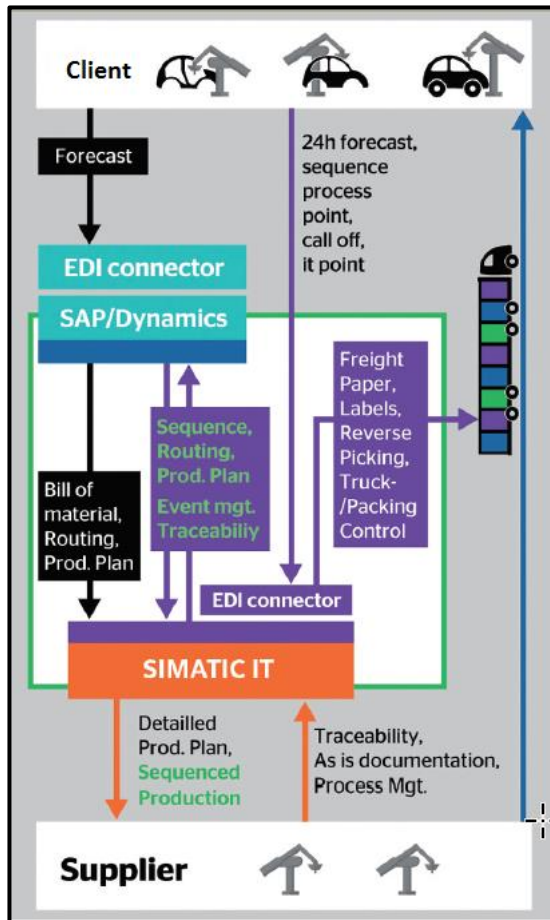 Client
Forecast
24h forecast,
sequence
process
point,
call off,
it point
EDI connector
SAP/Dynamics
Freight
Paper,
Labels,
Reverse
Picking,
Truck-
/Packing
Control
Sequence,
Routing,
Prod. Plan
Event mgt.
Traceabiliy
Bill of
material,
Routing,
Prod. Plan
EDI connector
SIMATIC IT
Detailled
Prod. Plan,
Sequenced
Production
Traceability,
As is documentation,
Process Mgt.
Supplier